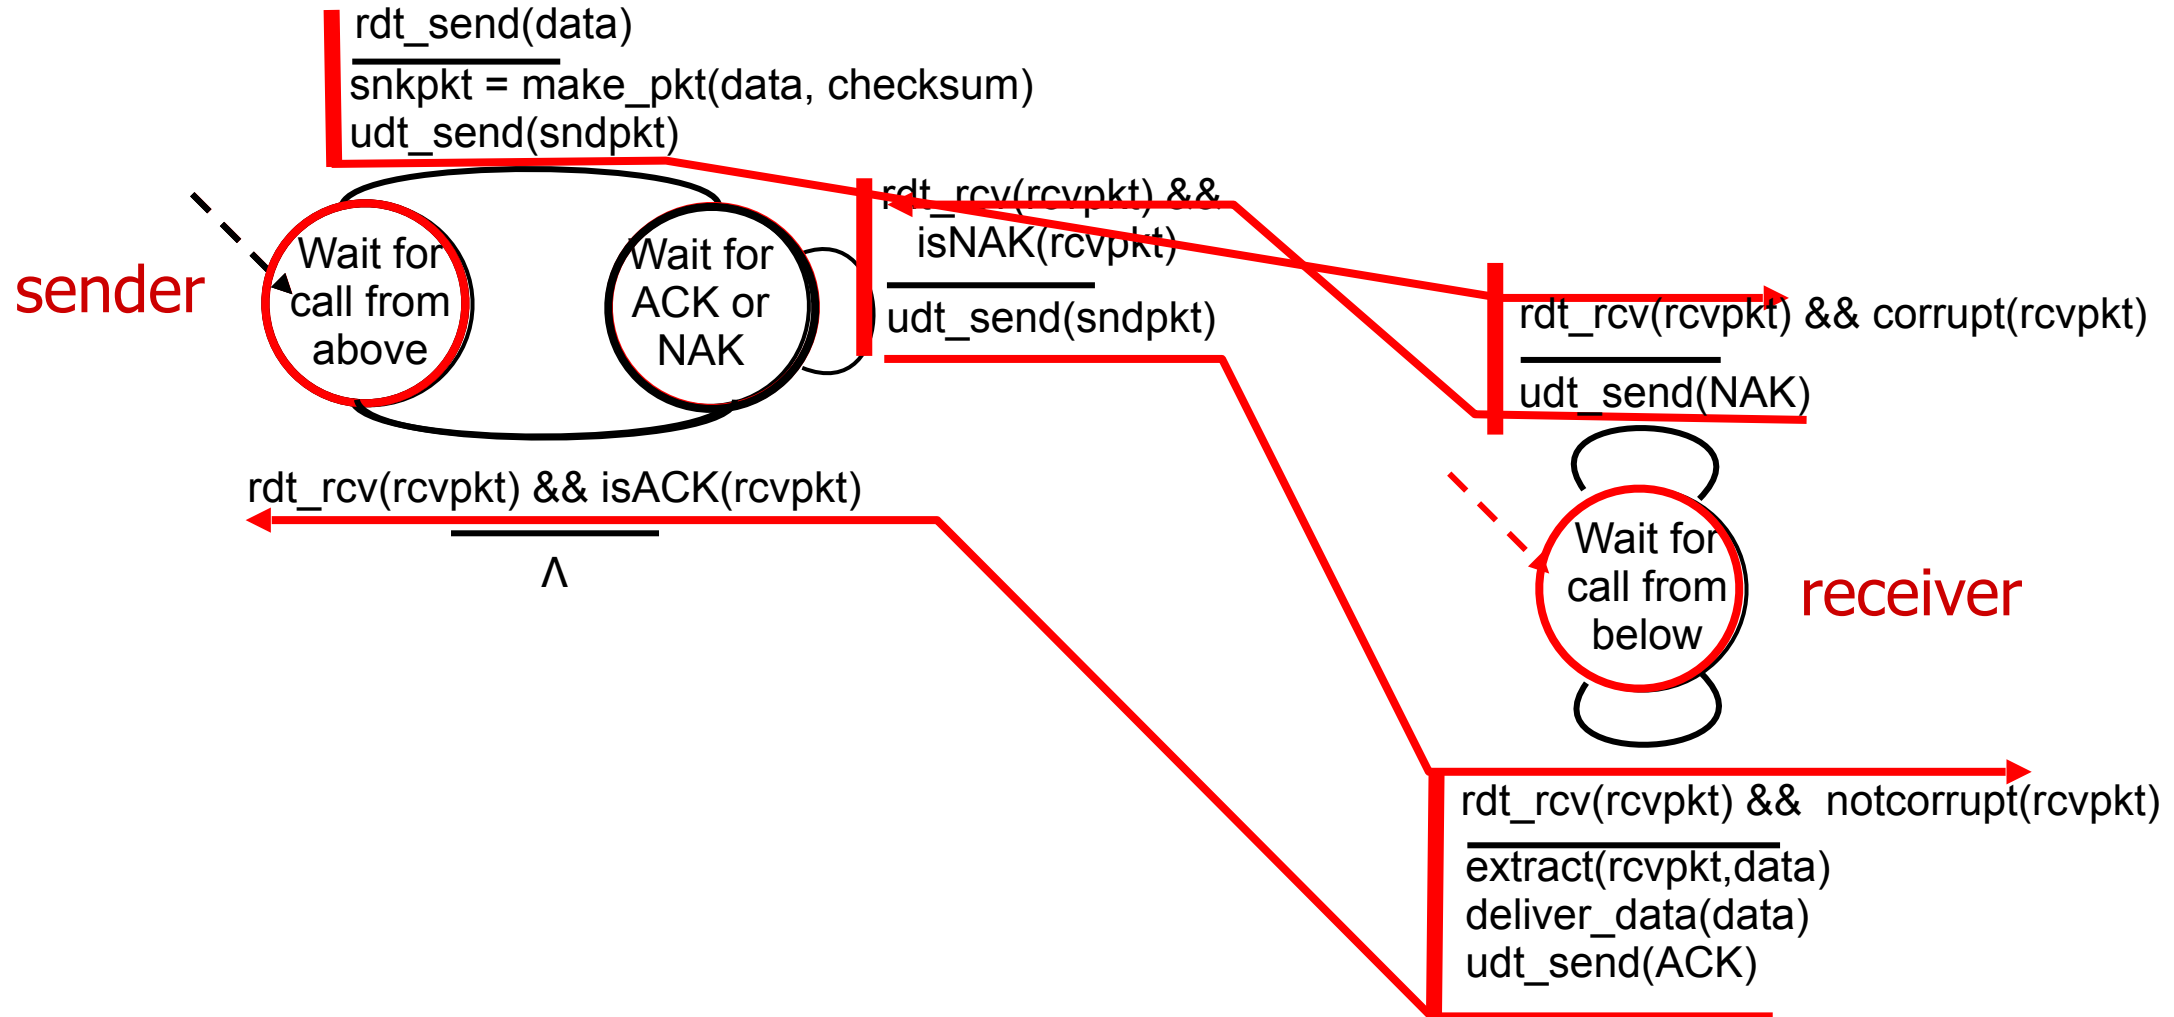 rdt_send(data)
snkpkt = make_pkt(data, checksum)
udt_send(sndpkt)
sender
Wait for
call from
above
Wait for
ACK or
NAK
rdt_rcv(rcvpkt) &&
isNAK(rcvpkt)
udt_send(sndpkt)
rdt_rcv(rcvpkt) && isACK(rcvpkt)
Λ
rdt_rcv(rcvpkt) && corrupt(rcvpkt)
udt_send(NAK)
Wait for
call from
below
receiver
rdt_rcv(rcvpkt) && notcorrupt(rcvpkt)
extract(rcvpkt,data)
deliver_data(data)
udt_send(ACK)